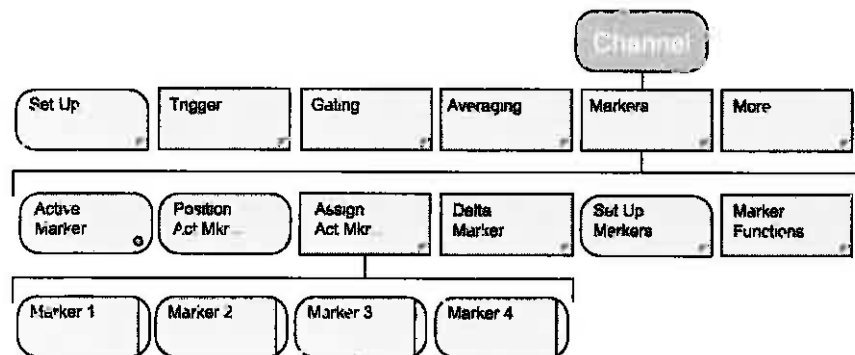 Channel
Set Up
Trigger
Gating
Averaging
Markers
More
Active
Marker
Position
Act Mkr ...
Assign
Act Mkr
Delta
Marker
Set Up
Markers
Marker
Functions
Marker 1
Marker 2
Marker 3
Marker 4